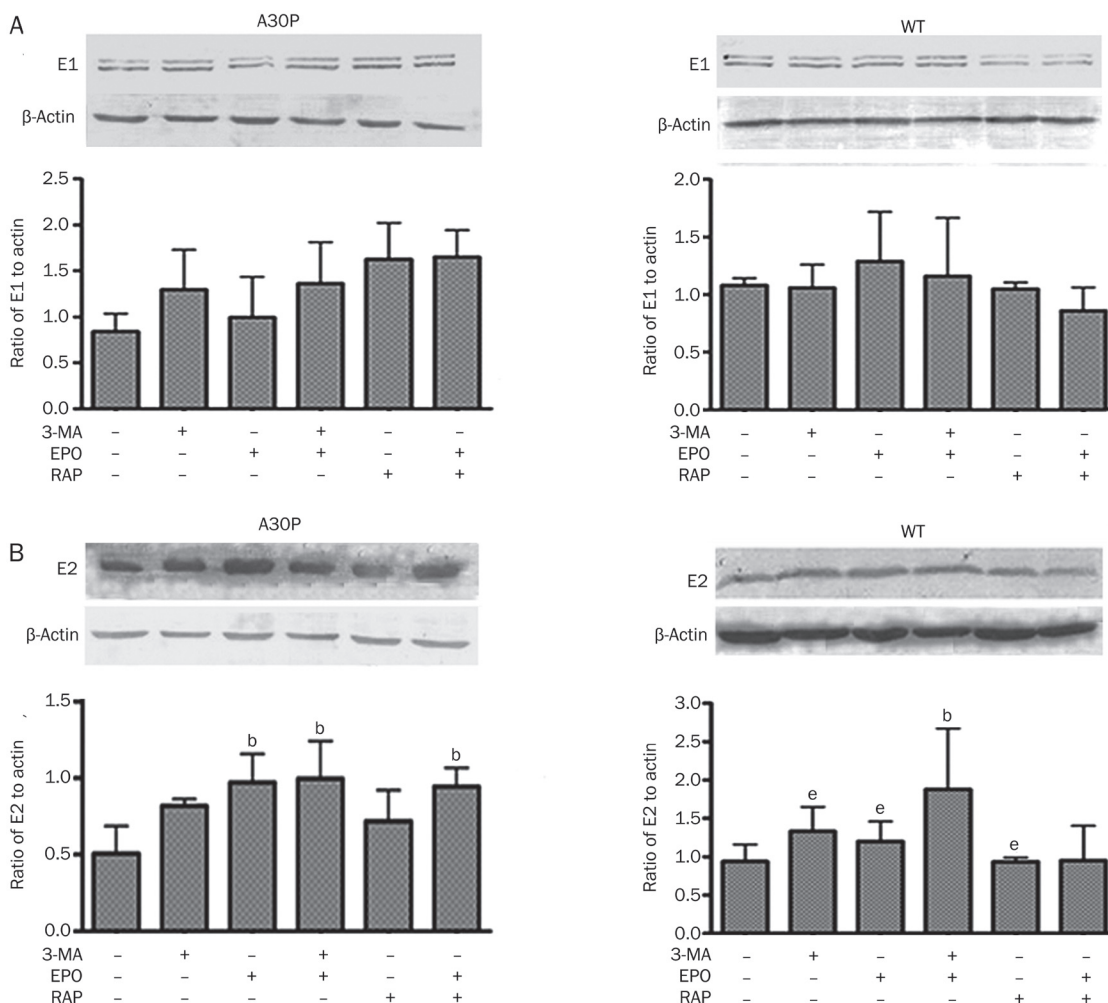 A
A30P
E1
β-Actin
Ratio of E1 to actin
2.5
2.0
1.5
1.0
0.5
0.0
3-MA – + – + – –
EPO – – + + – +
RAP – – – – + +
WT
E1
β-Actin
Ratio of E1 to actin
2.0
1.5
1.0
0.5
0.0
3-MA – + – + – –
EPO – – + + – +
RAP – – – – + +
B
A30P
E2
β-Actin
Ratio of E2 to actin
1.5
1.0
0.5
0.0
b b b
3-MA – + – + – –
EPO – – + + – +
RAP – – – – + +
WT
E2
β-Actin
Ratio of E2 to actin
3.0
2.5
2.0
1.5
1.0
0.5
0.0
e e b e
3-MA – + – + – –
EPO – – + + – +
RAP – – – – + +